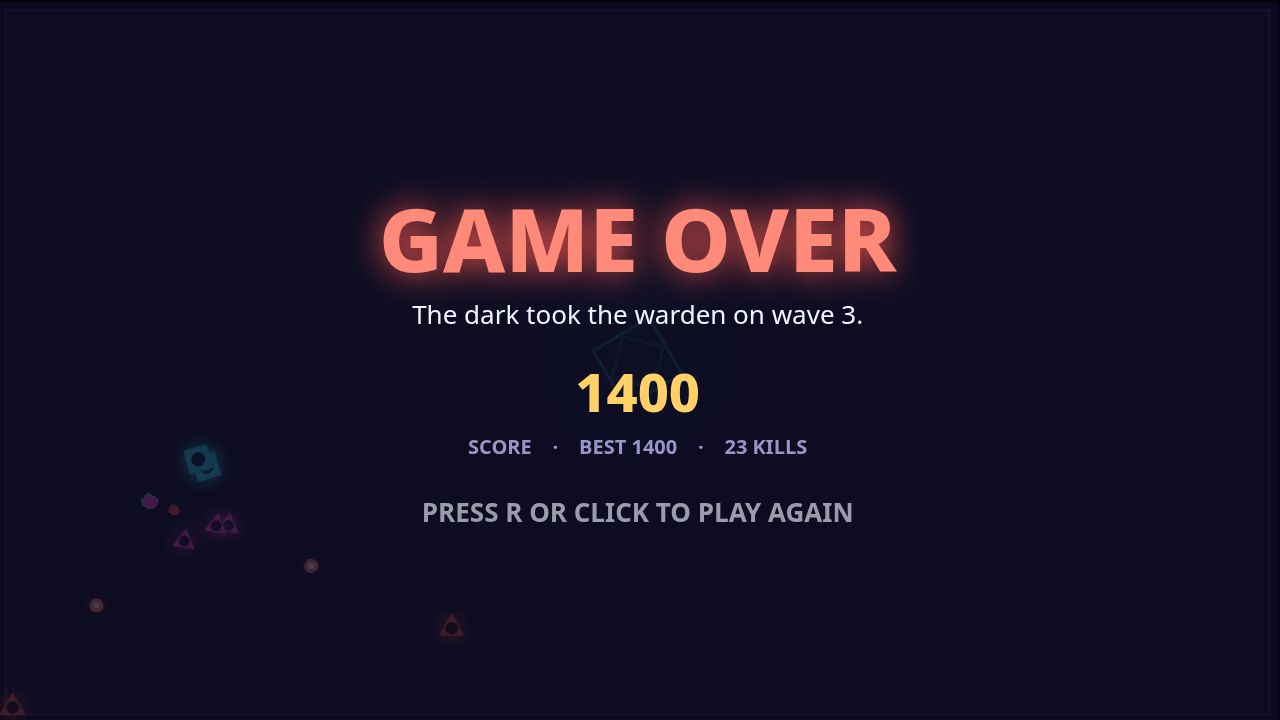 GAME OVER
The dark took the warden on wave 3.
1400
SCORE · BEST 1400 · 23 KILLS
PRESS R OR CLICK TO PLAY AGAIN